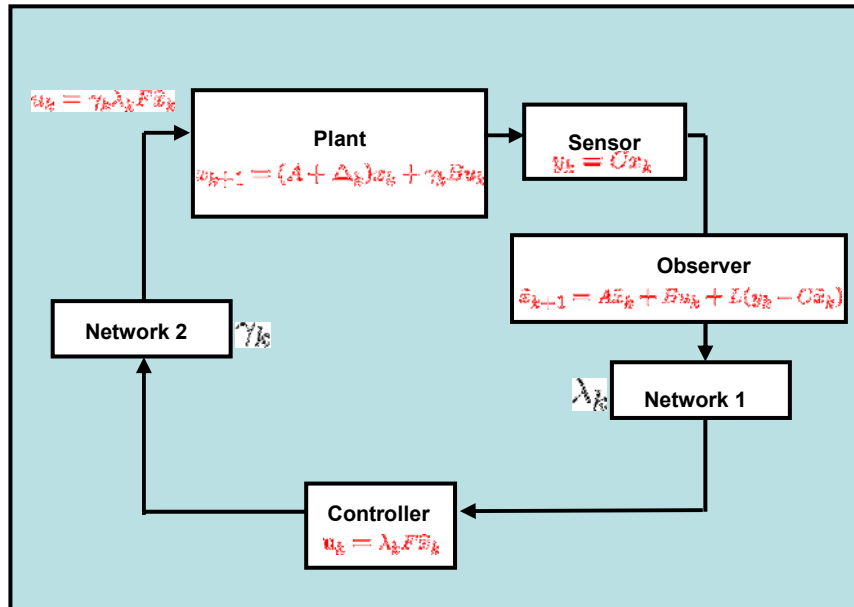 u_k = γ_kλ_kFx̂_k
Plant
x_{k+1} = (A + Δ_k)x_k + γ_kBu_k
Sensor
y_k = Cx_k
Observer
x̂_{k+1} = Ax̂_k + Bu_k + L(y_k − Cx̂_k)
Network 2
γ_k
λ_k
Network 1
Controller
u_k = λ_kFx̂_k